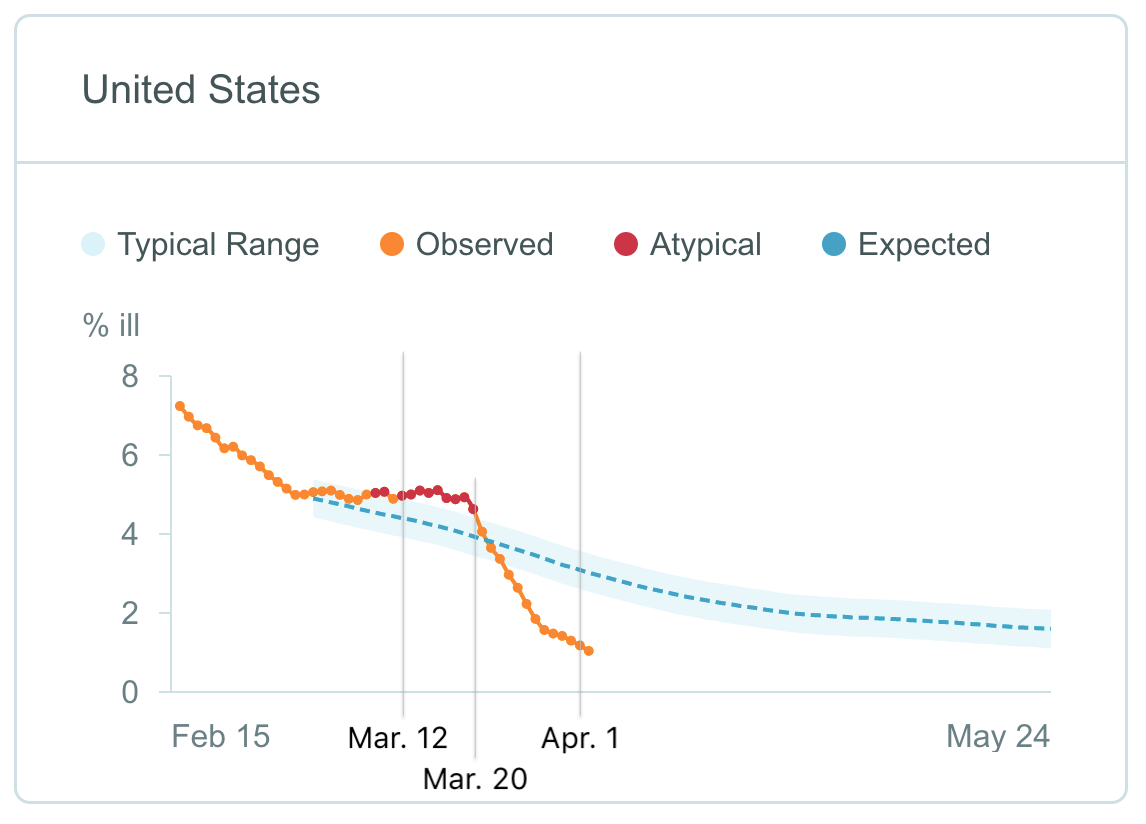 United States
Typical Range Observed Atypical Expected
% ill
8
6
4
2
0
Feb 15 Mar. 12 Apr. 1 May 24
Mar. 20